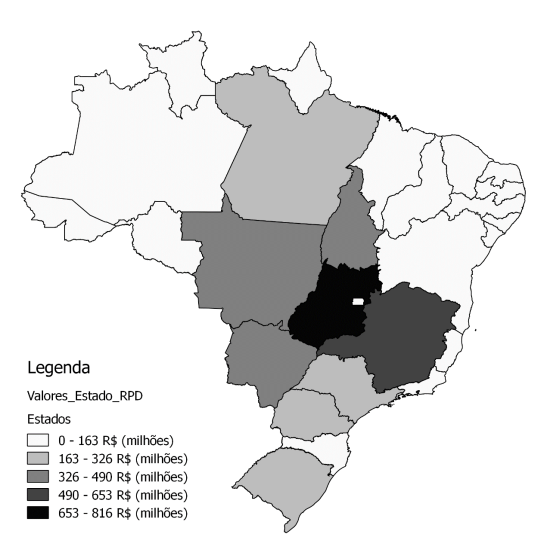 Legenda
Valores_Estado_RPD
Estados
0 - 163 R$ (milhões)
163 - 326 R$ (milhões)
326 - 490 R$ (milhões)
490 - 653 R$ (milhões)
653 - 816 R$ (milhões)